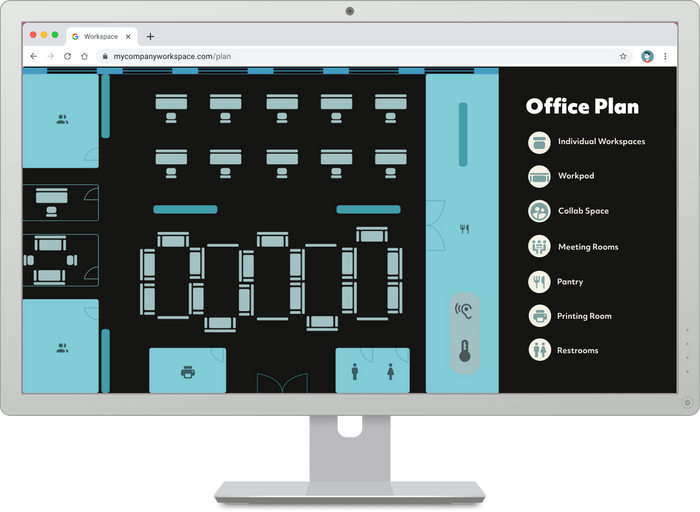 Workspace
mycompanyworkspace.com/plan
Office Plan
Individual Workspaces
Workpod
Collab Space
Meeting Rooms
Pantry
Printing Room
Restrooms